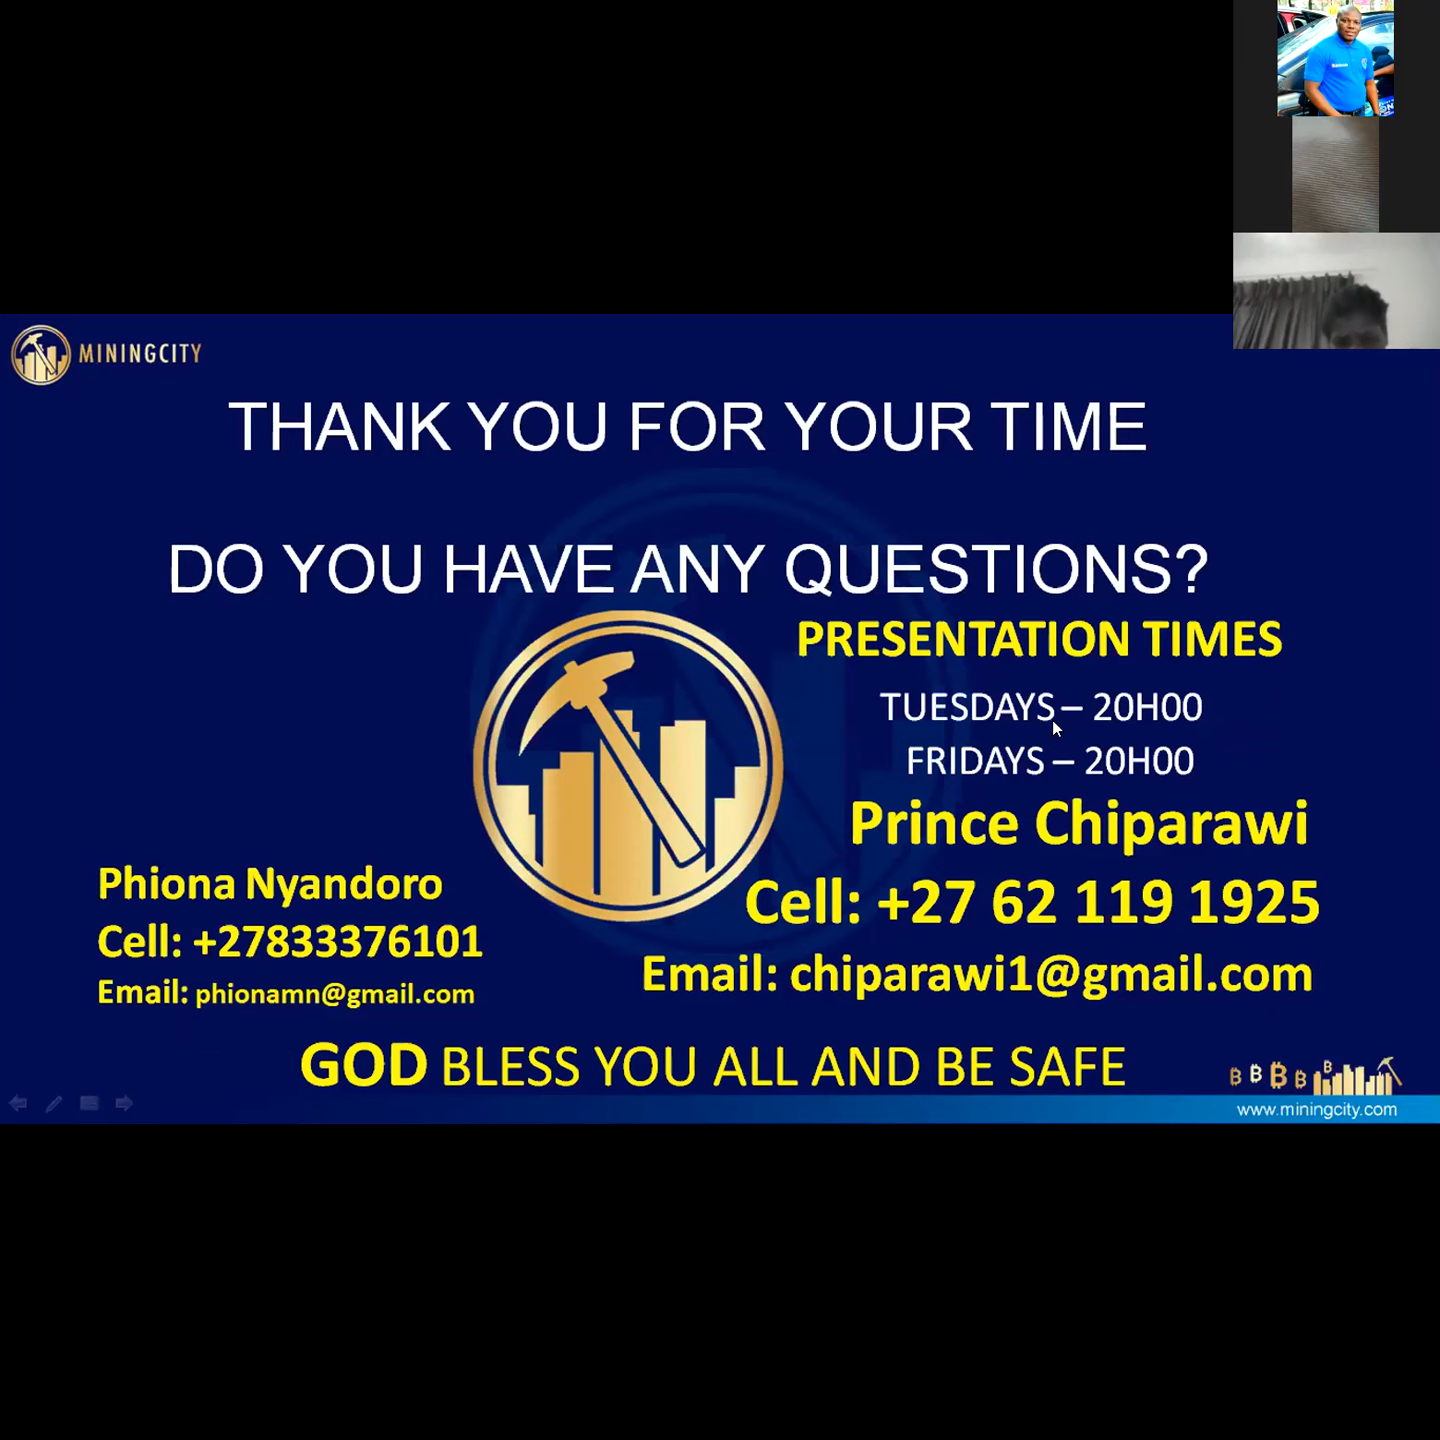 MININGCITY
THANK YOU FOR YOUR TIME
DO YOU HAVE ANY QUESTIONS?
PRESENTATION TIMES
TUESDAYS – 20H00
FRIDAYS – 20H00
Prince Chiparawi
Cell: +27 62 119 1925
Email: chiparawi1@gmail.com
Phiona Nyandoro
Cell: +27833376101
Email: phionamn@gmail.com
GOD BLESS YOU ALL AND BE SAFE
www.miningcity.com